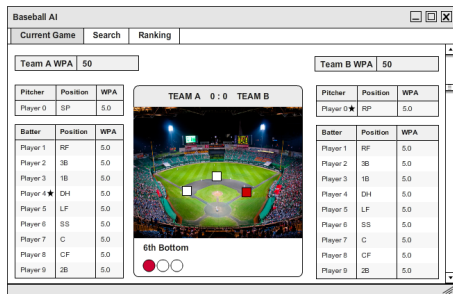 Baseball AI
Current Game Search Ranking
Team A WPA 50
Team B WPA 50
Pitcher Position WPA
Player 0 SP 5.0
Batter Position WPA
Player 1 RF 5.0
Player 2 3B 5.0
Player 3 1B 5.0
Player 4★ DH 5.0
Player 5 LF 5.0
Player 6 SS 5.0
Player 7 C 5.0
Player 8 CF 5.0
Player 9 2B 5.0
TEAM A 0 : 0 TEAM B
6th Bottom
Pitcher Position WPA
Player 0★ RP 5.0
Batter Position WPA
Player 1 RF 5.0
Player 2 3B 5.0
Player 3 1B 5.0
Player 4 DH 5.0
Player 5 LF 5.0
Player 6 SS 5.0
Player 7 C 5.0
Player 8 CF 5.0
Player 9 2B 5.0